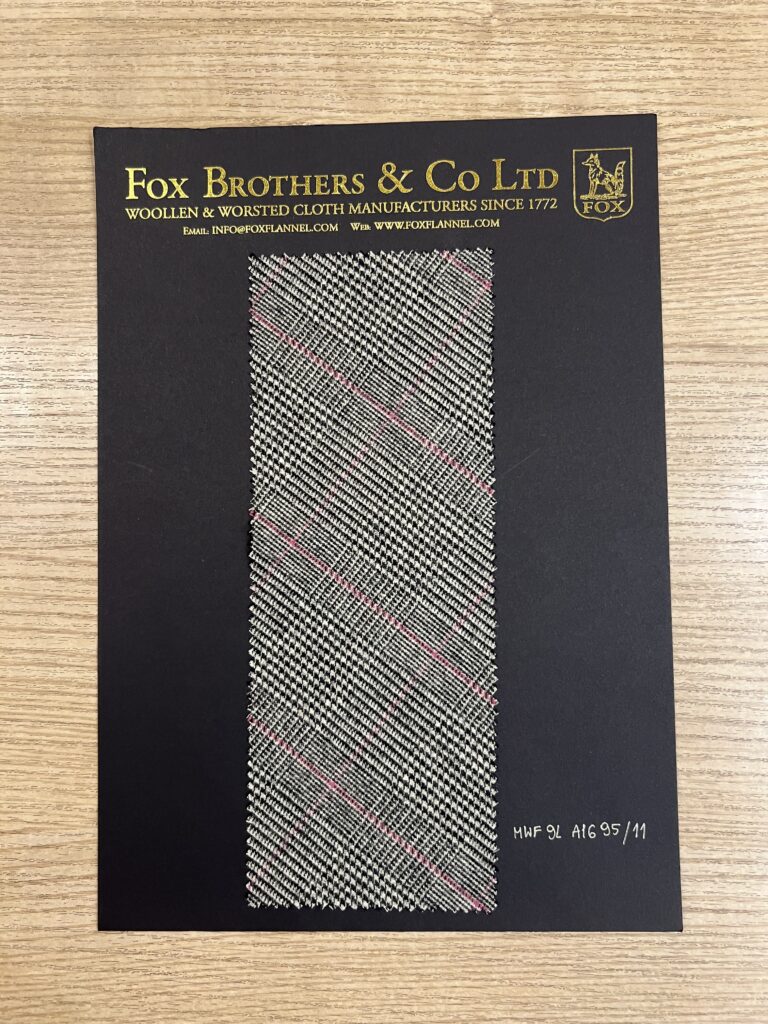 FOX BROTHERS & CO LTD
FOX
WOOLLEN & WORSTED CLOTH MANUFACTURERS SINCE 1772
EMAIL: INFO@FOXFLANNEL.COM WEB: WWW.FOXFLANNEL.COM
MWF 9L A1G95/11